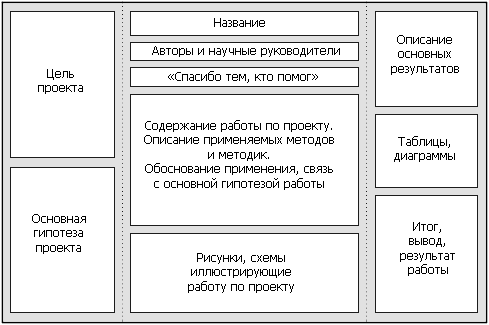 Цель
проекта
Основная
гипотеза
проекта
Название
Авторы и научные руководители
«Спасибо тем, кто помог»
Содержание работы по проекту.
Описание применяемых методов
и методик.
Обоснование применения, связь
с основной гипотезой работы
Рисунки, схемы
иллюстрирующие
работу по проекту
Описание
основных
результатов
Таблицы,
диаграммы
Итог,
вывод,
результат
работы